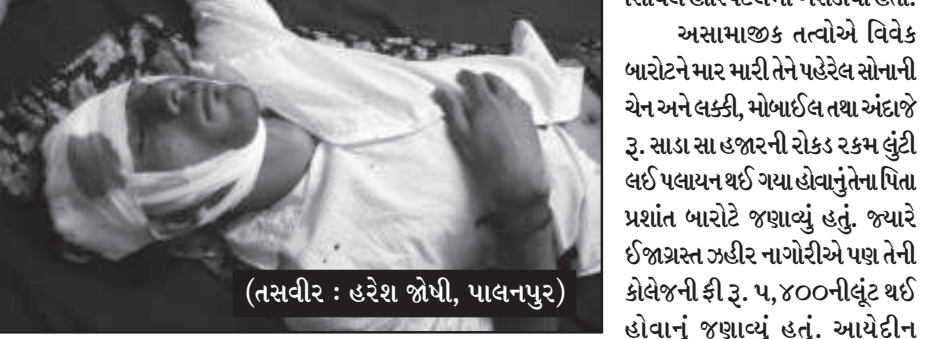 અસામાજીક તત્વોએ વિવેક
બારોટને માર મારી તેને પહેરેલ સોનાની
ચેન અને લક્કી, મોબાઈલ તથા અંદાજે
રૂ. સાડા સા હજારની રોકડ રકમ લુંટી
લઈ પલાયન થઈ ગયા હોવાનું તેના પિતા
પ્રશાંત બારોટે જણાવ્યું હતું. જ્યારે
ઈજાગ્રસ્ત ઝહીર નાગોરીએ પણ તેની
કોલેજની ફી રૂ. ૫,૪૦૦ની લૂંટ થઈ
હોવાનું જણાવ્યું હતું. આયેદીન
(તસવીર : હરેશ જોષી, પાલનપુર)